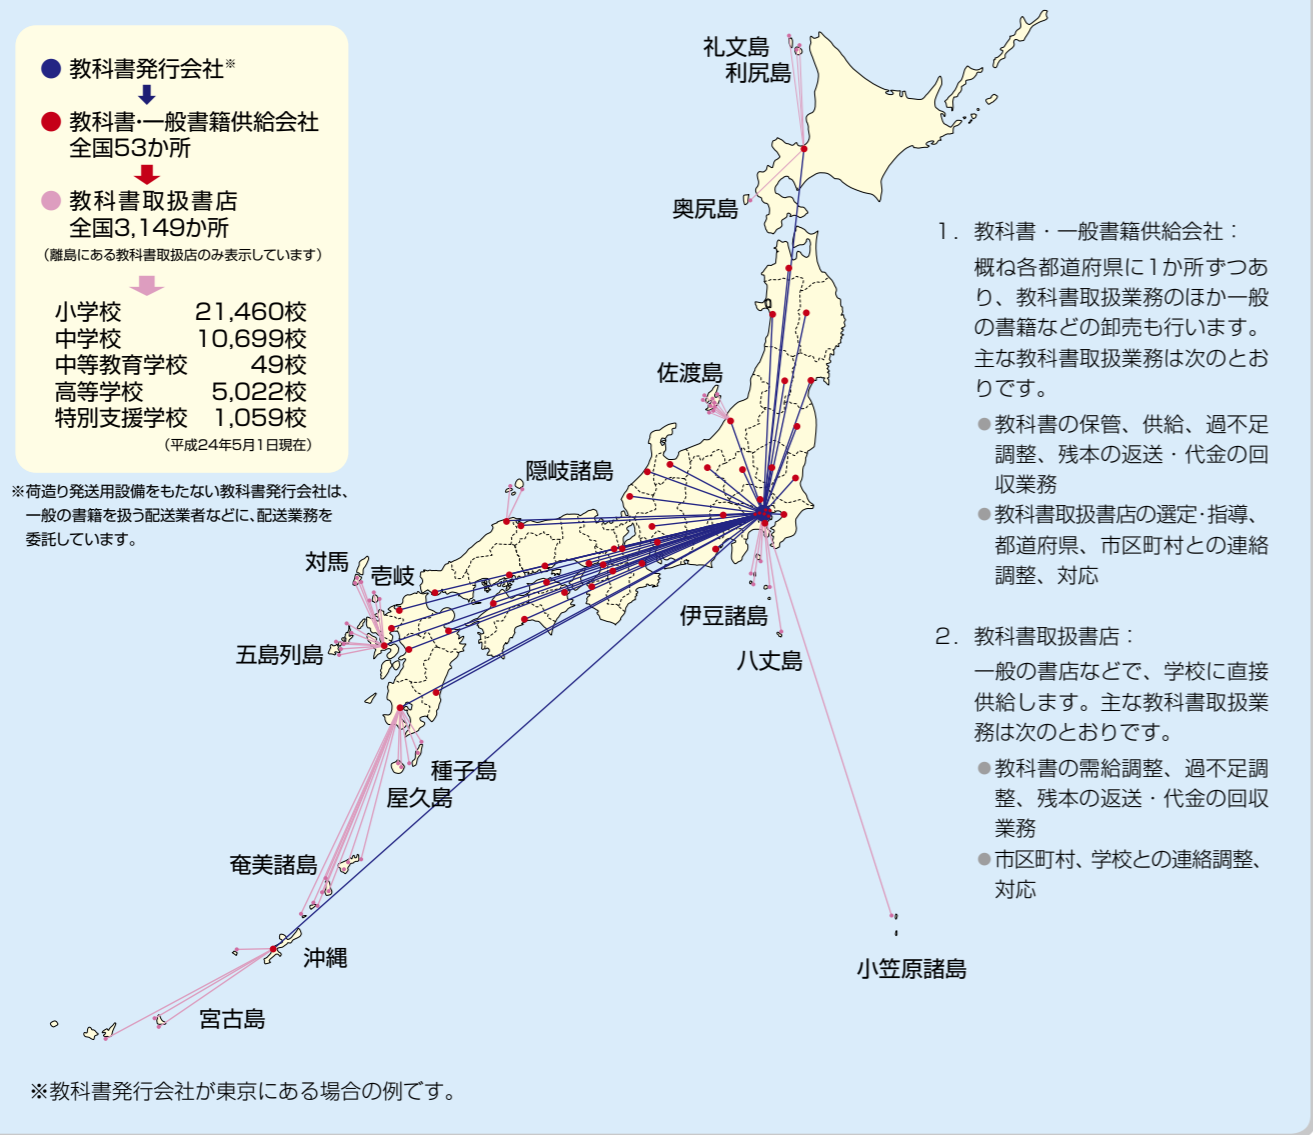 教科書発行会社※
教科書・一般書籍供給会社
全国53か所
教科書取扱書店
全国3,149か所
（離島にある教科書取扱店のみ表示しています）
小学校 21,460校
中学校 10,699校
中等教育学校 49校
高等学校 5,022校
特別支援学校 1,059校
（平成24年5月1日現在）
※荷造り発送用設備をもたない教科書発行会社は、
一般の書籍を扱う配送業者などに、配送業務を
委託しています。
礼文島
利尻島
奥尻島
佐渡島
隠岐諸島
対馬
壱岐
五島列島
伊豆諸島
八丈島
種子島
屋久島
奄美諸島
沖縄
宮古島
小笠原諸島
1．教科書・一般書籍供給会社：
概ね各都道府県に1か所ずつあ
り、教科書取扱業務のほか一般
の書籍などの卸売も行います。
主な教科書取扱業務は次のとお
りです。
●教科書の保管、供給、過不足
調整、残本の返送・代金の回
収業務
●教科書取扱書店の選定・指導、
都道府県、市区町村との連絡
調整、対応
2．教科書取扱書店：
一般の書店などで、学校に直接
供給します。主な教科書取扱業
務は次のとおりです。
●教科書の需給調整、過不足調
整、残本の返送・代金の回収
業務
●市区町村、学校との連絡調整、
対応
※教科書発行会社が東京にある場合の例です。